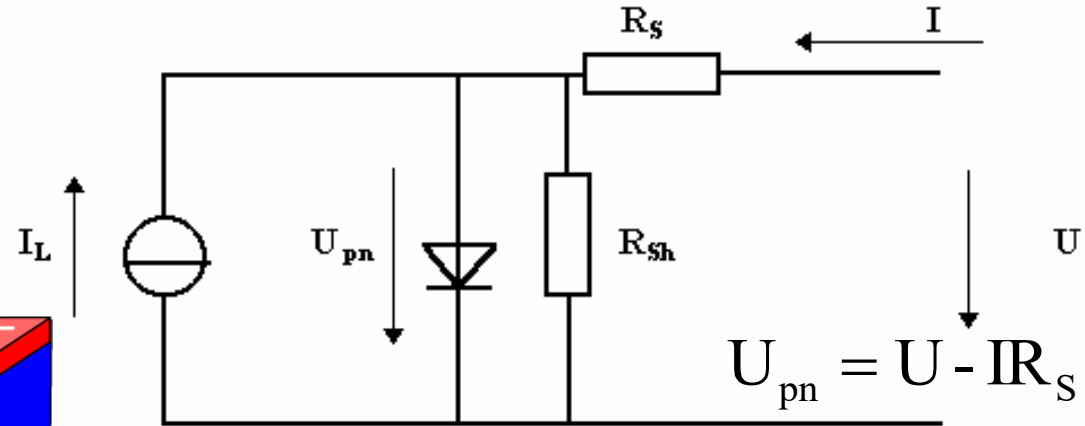 R_S
I
I_L
U_pn
R_Sh
U
U_pn = U - IR_S